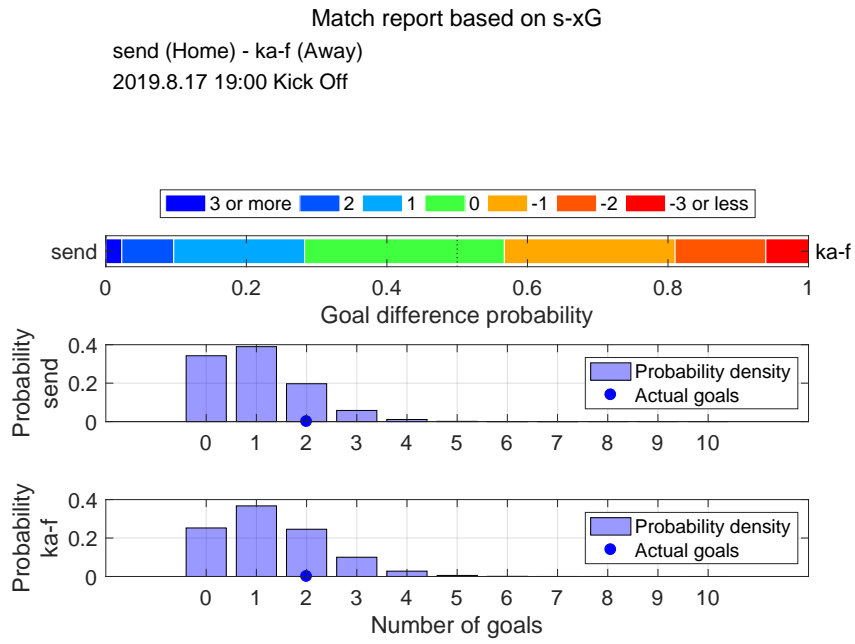 Match report based on s-xG
send (Home) - ka-f (Away)
2019.8.17 19:00 Kick Off
3 or more 2 1 0 -1 -2 -3 or less
send ka-f
0 0.2 0.4 0.6 0.8 1
Goal difference probability
Probability
send
0.4
0.2
0
Probability density
Actual goals
0 1 2 3 4 5 6 7 8 9 10
Probability
ka-f
0.4
0.2
0
Probability density
Actual goals
0 1 2 3 4 5 6 7 8 9 10
Number of goals